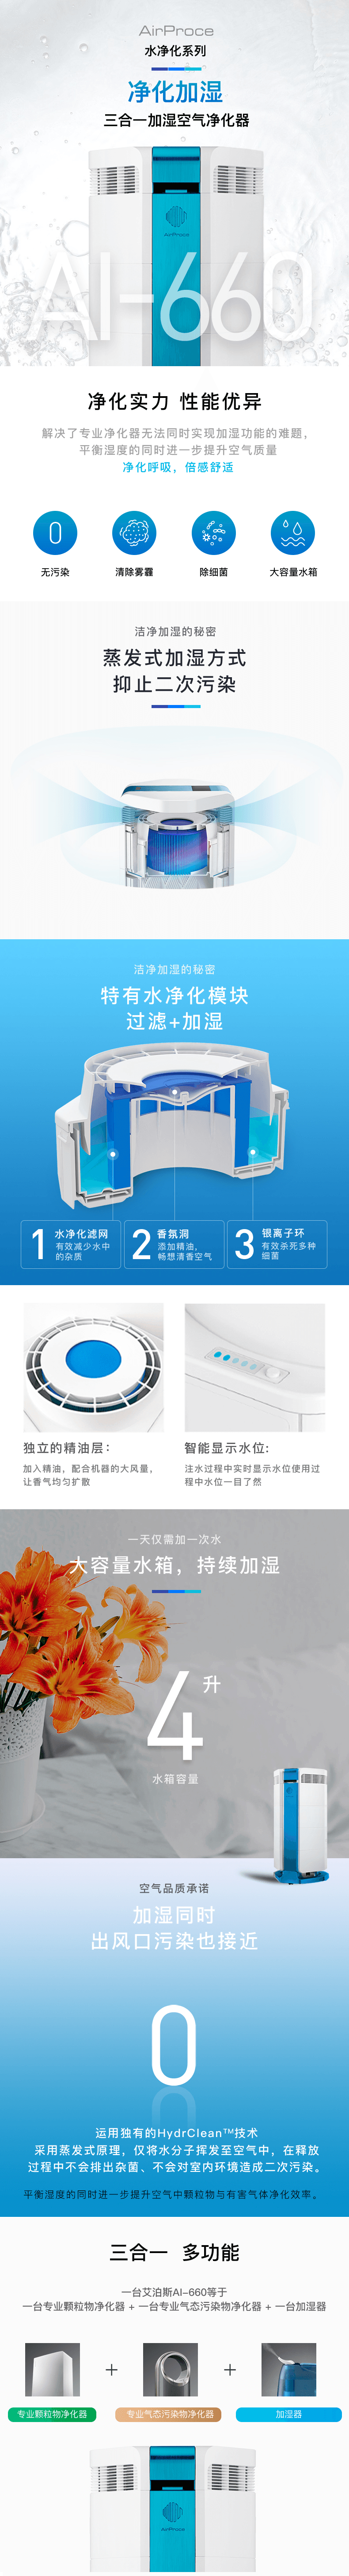 AirProce
水净化系列
净化加湿
三合一加湿空气净化器
AirProce
AI-660
净化实力 性能优异
解决了专业净化器无法同时实现加湿功能的难题，
平衡湿度的同时进一步提升空气质量
净化呼吸，倍感舒适
0
无污染
清除雾霾
除细菌
大容量水箱
洁净加湿的秘密
蒸发式加湿方式
抑止二次污染
洁净加湿的秘密
特有水净化模块
过滤+加湿
1
水净化滤网
有效减少水中
的杂质
2
香氛洞
添加精油，
畅想清香空气
3
银离子环
有效杀死多种
细菌
独立的精油层：
加入精油，配合机器的大风量，
让香气均匀扩散
智能显示水位:
注水过程中实时显示水位使用过
程中水位一目了然
一天仅需加一次水
大容量水箱，持续加湿
4升
水箱容量
空气品质承诺
加湿同时
出风口污染也接近
0
运用独有的HydrClean™技术
采用蒸发式原理，仅将水分子挥发至空气中，在释放
过程中不会排出杂菌、不会对室内环境造成二次污染。
平衡湿度的同时进一步提升空气中颗粒物与有害气体净化效率。
三合一 多功能
一台艾泊斯AI-660等于
一台专业颗粒物净化器 + 一台专业气态污染物净化器 + 一台加湿器
+
+
专业颗粒物净化器
专业气态污染物净化器
加湿器
AirProce